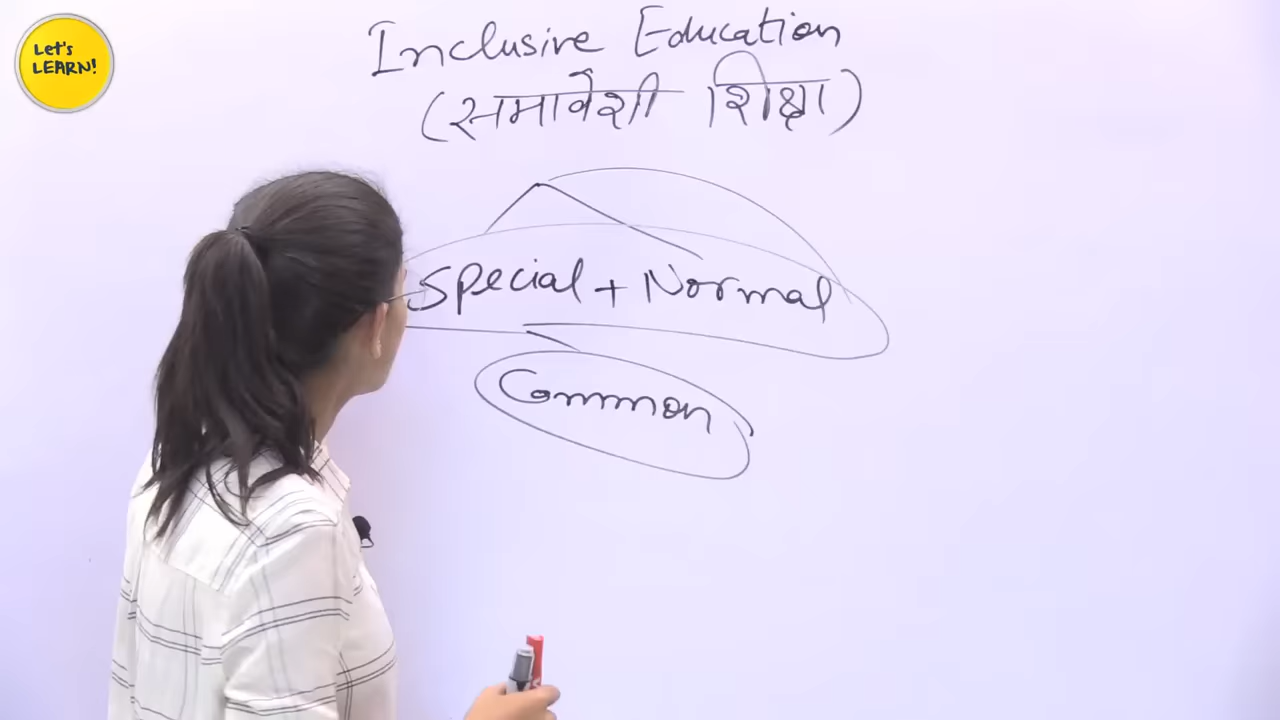 Let's
LEARN!
Inclusive Education
(समावेशी शिक्षा)
Special + Normal
Common